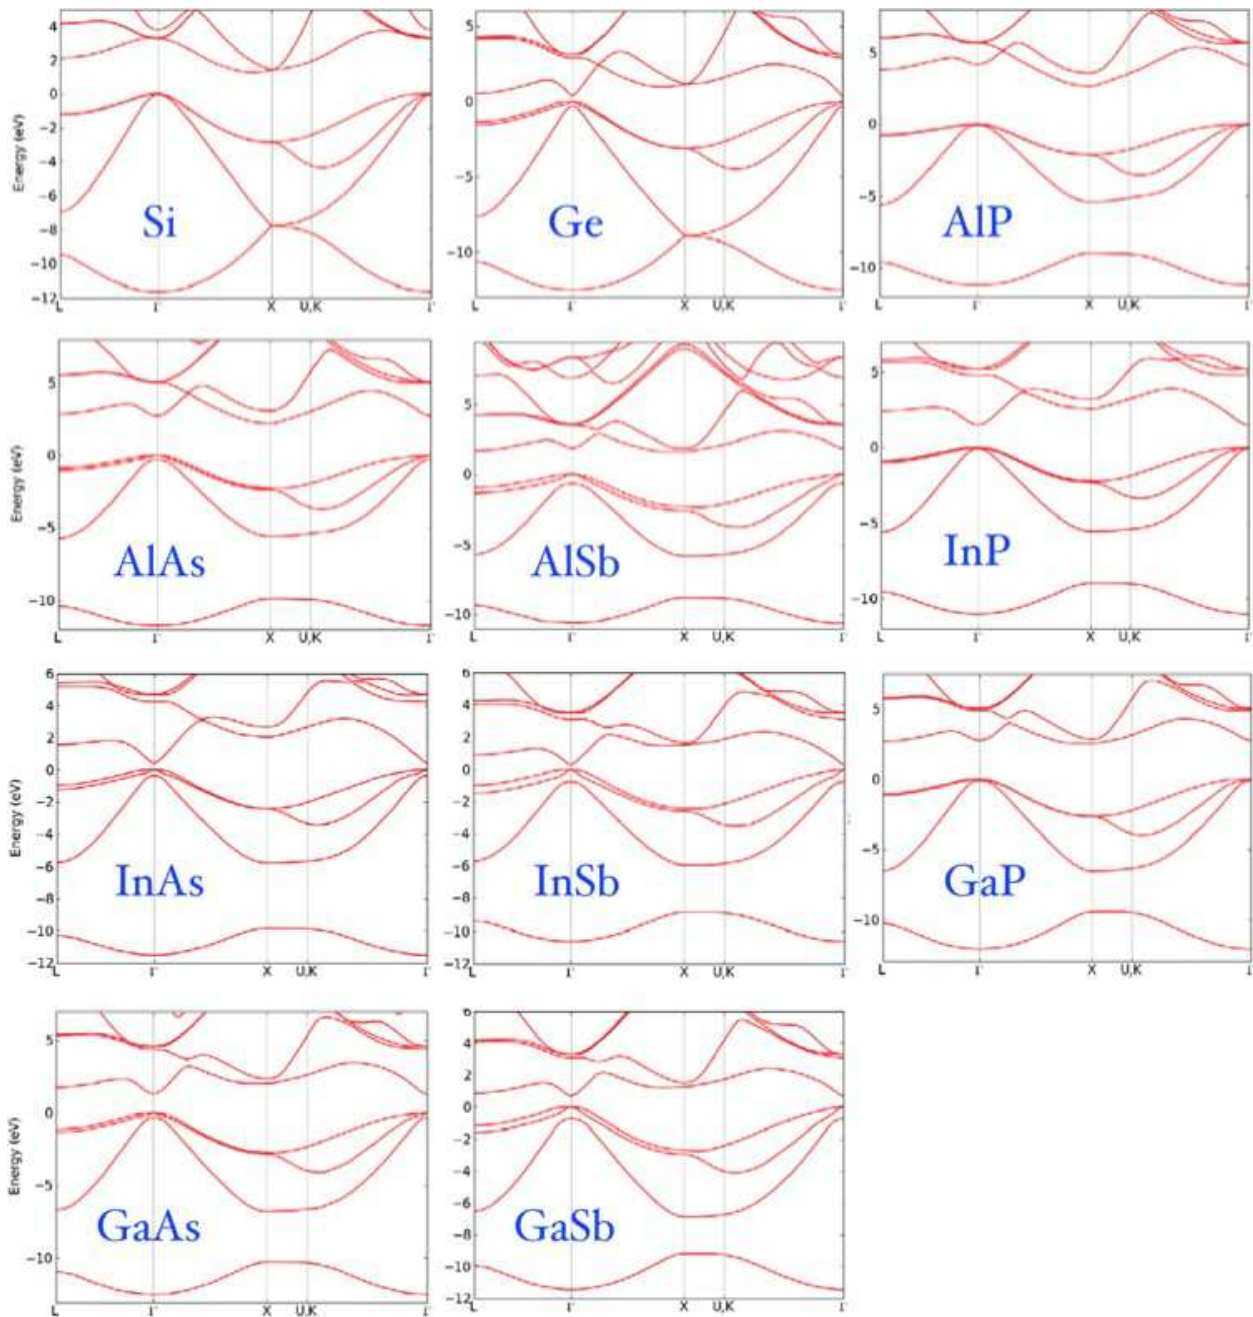 Energy (eV)
4
2
0
−2
−4
−6
−8
−10
−12
Si
L Γ X U,K Γ
5
0
−5
−10
Ge
L Γ X U,K Γ
5
0
−5
−10
AlP
L Γ X U,K Γ
Energy (eV)
5
0
−5
−10
AlAs
L Γ X U,K Γ
5
0
−5
−10
AlSb
L Γ X U,K Γ
5
0
−5
−10
InP
L Γ X U,K Γ
Energy (eV)
6
4
2
0
−2
−4
−6
−8
−10
−12
InAs
L Γ X U,K Γ
6
4
2
0
−2
−4
−6
−8
−10
−12
InSb
L Γ X U,K Γ
5
0
−5
−10
GaP
L Γ X U,K Γ
Energy (eV)
5
0
−5
−10
GaAs
L Γ X U,K Γ
6
4
2
0
−2
−4
−6
−8
−10
−12
GaSb
L Γ X U,K Γ